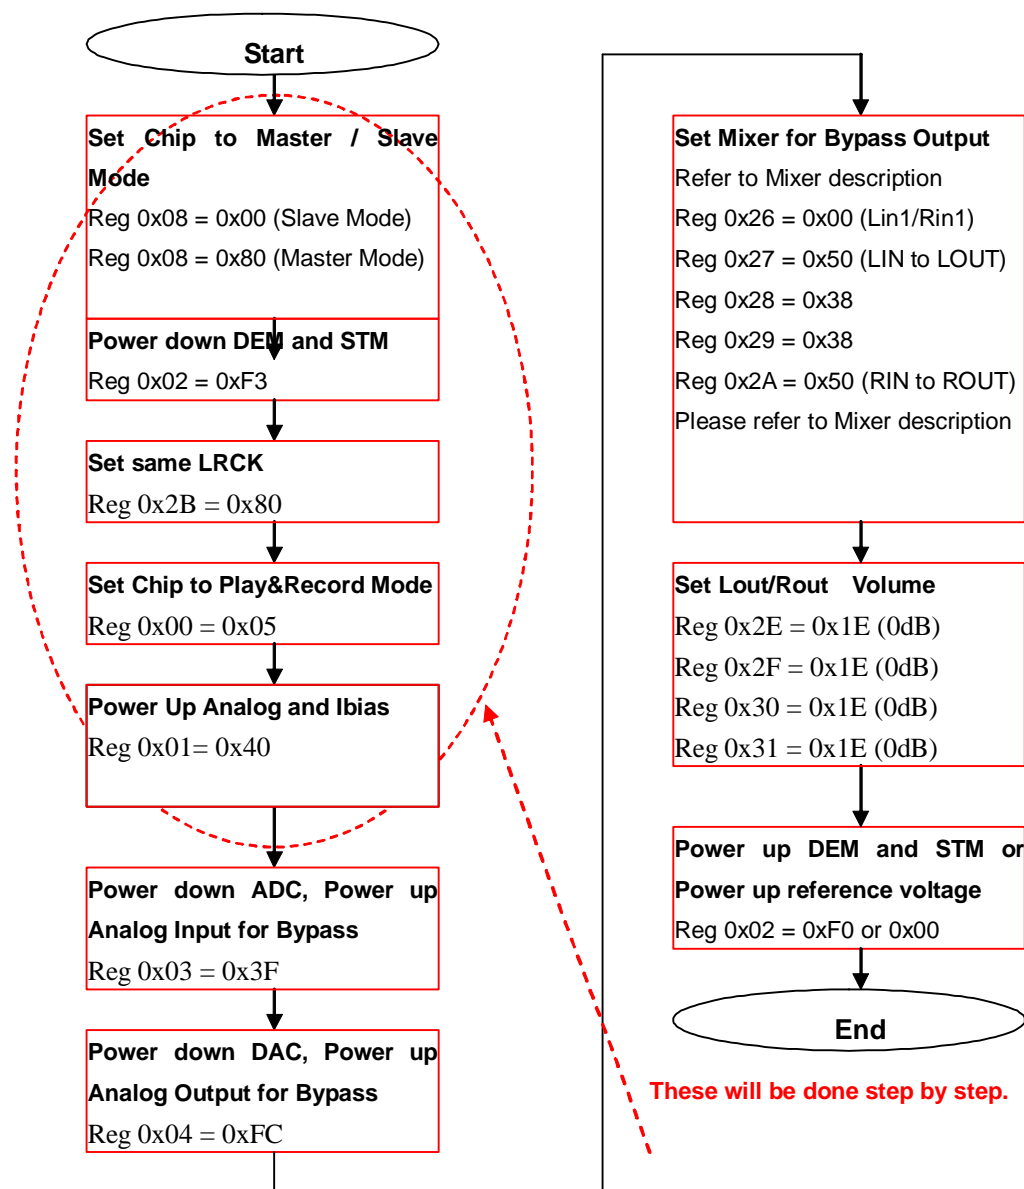 Start
Set Chip to Master / Slave
Mode
Reg 0x08 = 0x00 (Slave Mode)
Reg 0x08 = 0x80 (Master Mode)
Power down DEM and STM
Reg 0x02 = 0xF3
Set same LRCK
Reg 0x2B = 0x80
Set Chip to Play&Record Mode
Reg 0x00 = 0x05
Power Up Analog and Ibias
Reg 0x01= 0x40
Power down ADC, Power up
Analog Input for Bypass
Reg 0x03 = 0x3F
Power down DAC, Power up
Analog Output for Bypass
Reg 0x04 = 0xFC
Set Mixer for Bypass Output
Refer to Mixer description
Reg 0x26 = 0x00 (Lin1/Rin1)
Reg 0x27 = 0x50 (LIN to LOUT)
Reg 0x28 = 0x38
Reg 0x29 = 0x38
Reg 0x2A = 0x50 (RIN to ROUT)
Please refer to Mixer description
Set Lout/Rout Volume
Reg 0x2E = 0x1E (0dB)
Reg 0x2F = 0x1E (0dB)
Reg 0x30 = 0x1E (0dB)
Reg 0x31 = 0x1E (0dB)
Power up DEM and STM or
Power up reference voltage
Reg 0x02 = 0xF0 or 0x00
End
These will be done step by step.